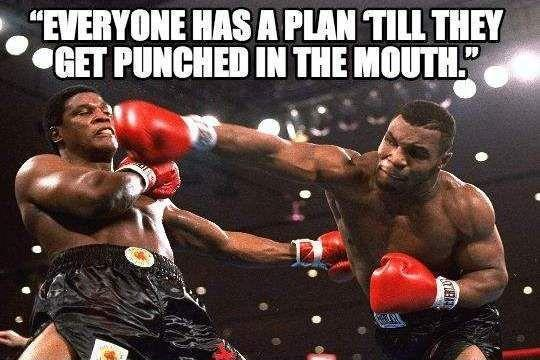 “EVERYONE HAS A PLAN ‘TILL THEY
GET PUNCHED IN THE MOUTH.”